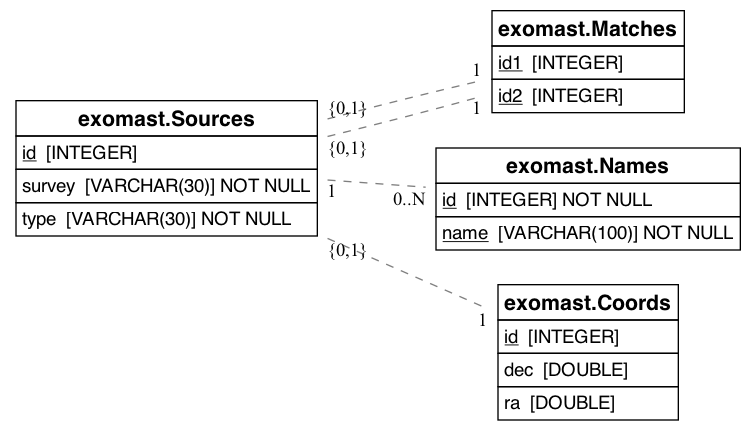 exomast.Matches
id1 [INTEGER]
id2 [INTEGER]
1
{0,1}
1
{0,1}
exomast.Sources
id [INTEGER]
survey [VARCHAR(30)] NOT NULL
type [VARCHAR(30)] NOT NULL
1
0..N
exomast.Names
id [INTEGER] NOT NULL
name [VARCHAR(100)] NOT NULL
{0,1}
1
exomast.Coords
id [INTEGER]
dec [DOUBLE]
ra [DOUBLE]